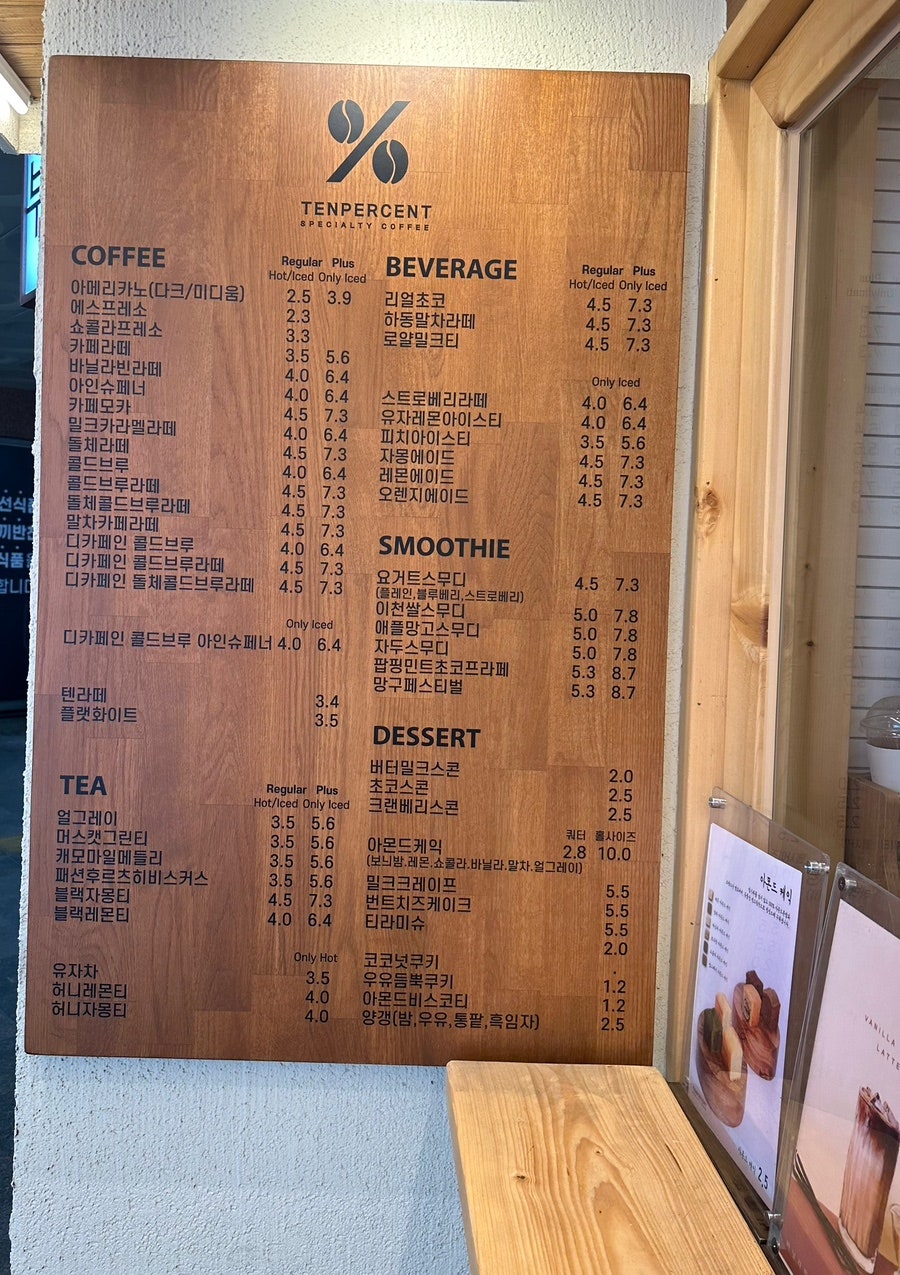 TENPERCENT
SPECIALTY COFFEE
COFFEE
Regular Plus
Hot/Iced Only Iced
아메리카노(다크/미디움) 2.5 3.9
에스프레소 2.3
쇼콜라프레소 3.3
카페라떼 3.5 5.6
바닐라빈라떼 4.0 6.4
아인슈페너 4.0 6.4
카페모카 4.5 7.3
밀크카라멜라떼 4.0 6.4
돌체라떼 4.5 7.3
콜드브루 4.0 6.4
콜드브루라떼 4.5 7.3
돌체콜드브루라떼 4.5 7.3
말차카페라떼 4.5 7.3
디카페인 콜드브루 4.0 6.4
디카페인 콜드브루라떼 4.5 7.3
디카페인 돌체콜드브루라떼 4.5 7.3
Only Iced
디카페인 콜드브루 아인슈페너 4.0 6.4
텐라떼 3.4
플랫화이트 3.5
TEA
Regular Plus
Hot/Iced Only Iced
얼그레이 3.5 5.6
머스캣그린티 3.5 5.6
캐모마일메들리 3.5 5.6
패션후르츠히비스커스 3.5 5.6
블랙자몽티 4.5 7.3
블랙레몬티 4.0 6.4
Only Hot
유자차 3.5
허니레몬티 4.0
허니자몽티 4.0
BEVERAGE
Regular Plus
Hot/Iced Only Iced
리얼초코 4.5 7.3
하동말차라떼 4.5 7.3
로얄밀크티 4.5 7.3
Only Iced
스트로베리라떼 4.0 6.4
유자레몬아이스티 4.0 6.4
피치아이스티 3.5 5.6
자몽에이드 4.5 7.3
레몬에이드 4.5 7.3
오렌지에이드 4.5 7.3
SMOOTHIE
요거트스무디 4.5 7.3
(플레인,블루베리,스트로베리)
이천쌀스무디 5.0 7.8
애플망고스무디 5.0 7.8
자두스무디 5.0 7.8
팝핑민트초코프라페 5.3 8.7
망구페스티벌 5.3 8.7
DESSERT
버터밀크스콘 2.0
초코스콘 2.5
크랜베리스콘 2.5
쿼터 홀사이즈
아몬드케익 2.8 10.0
(보늬밤.레몬.쇼콜라.바닐라.말차.얼그레이)
밀크크레이프 5.5
번트치즈케이크 5.5
티라미슈 5.5
2.0
코코넛쿠키 .
우유듬뿍쿠키 1.2
아몬드비스코티 1.2
양갱(밤,우유,통팥,흑임자) 2.5
아몬드 케익
2.5
VANILLA
LATTE